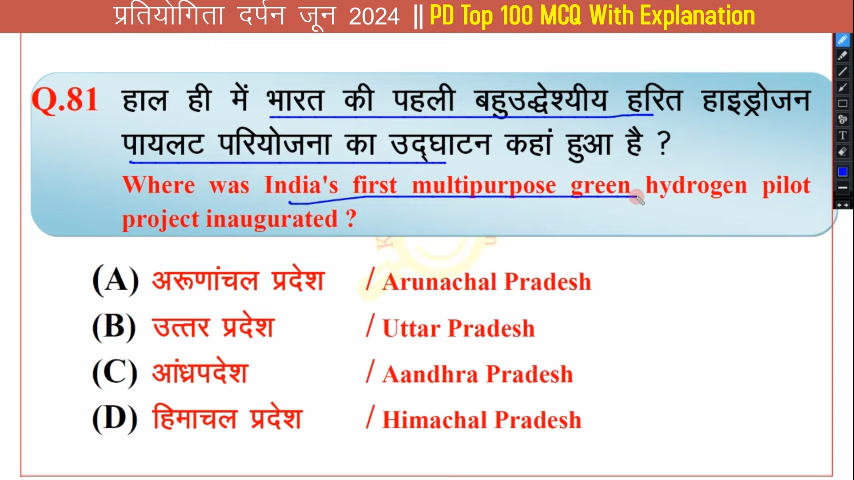 प्रतियोगिता दर्पन जून 2024 || PD Top 100 MCQ With Explanation
Q.81 हाल ही में भारत की पहली बहुउद्धेश्यीय हरित हाइड्रोजन
पायलट परियोजना का उद्घाटन कहां हुआ है ?
Where was India's first multipurpose green hydrogen pilot
project inaugurated ?
(A) अरूणांचल प्रदेश / Arunachal Pradesh
(B) उत्तर प्रदेश / Uttar Pradesh
(C) आंध्रपदेश / Aandhra Pradesh
(D) हिमाचल प्रदेश / Himachal Pradesh